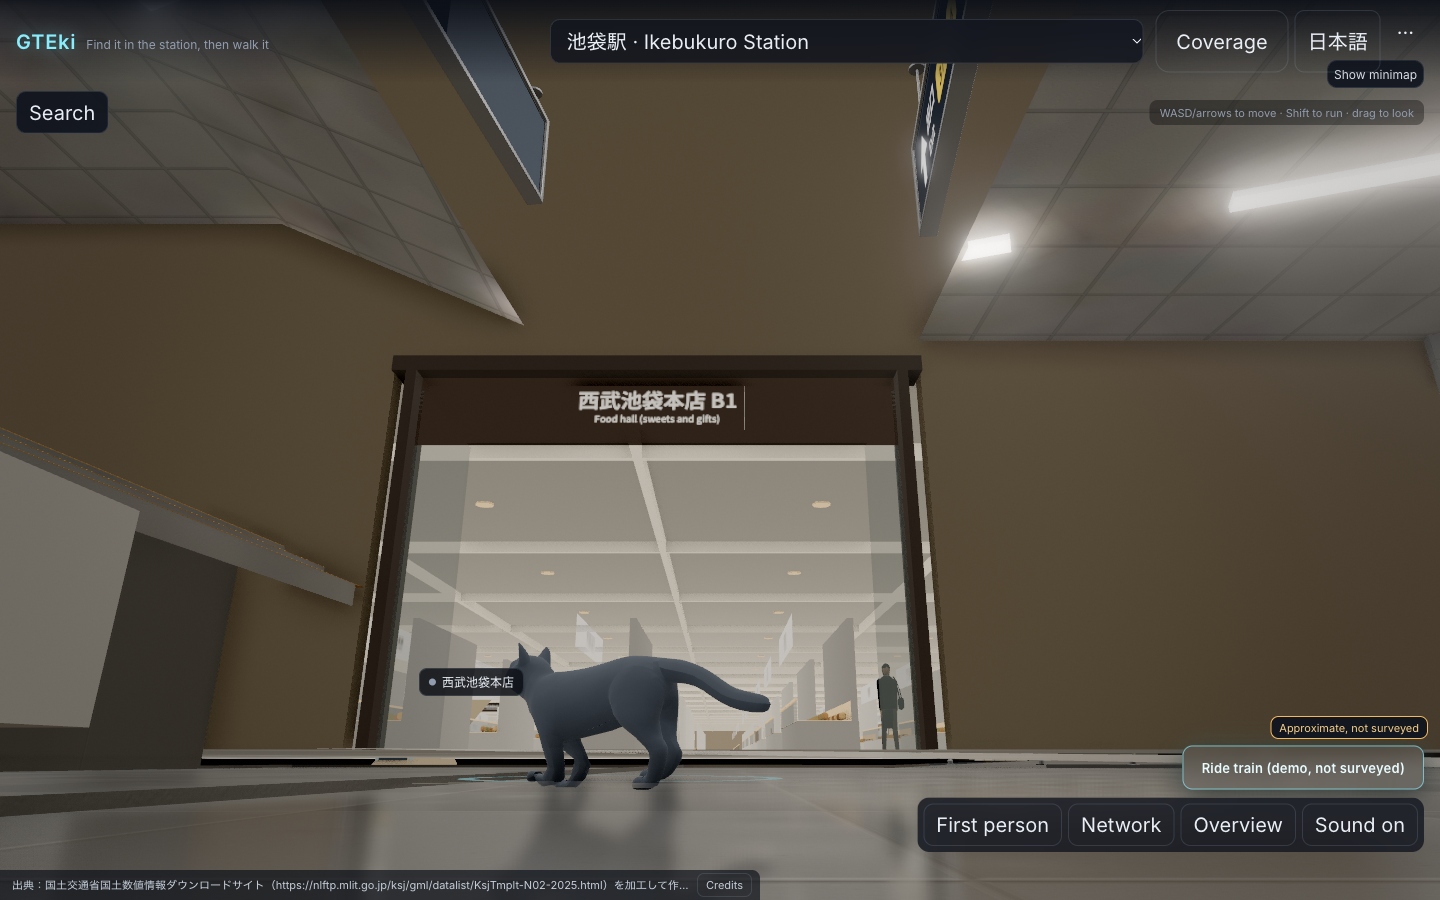 GTEki
Find it in the station, then walk it
池袋駅 · Ikebukuro Station
Coverage
日本語
...
Show minimap
Search
WASD/arrows to move · Shift to run · drag to look
西武池袋本店 B1
Food hall (sweets and gifts)
西武池袋本店
Approximate, not surveyed
Ride train (demo, not surveyed)
First person
Network
Overview
Sound on
出典：国土交通省国土数値情報ダウンロードサイト（https://nlftp.mlit.go.jp/ksj/gml/datalist/KsjTmplt-N02-2025.html）を加工して作...
Credits